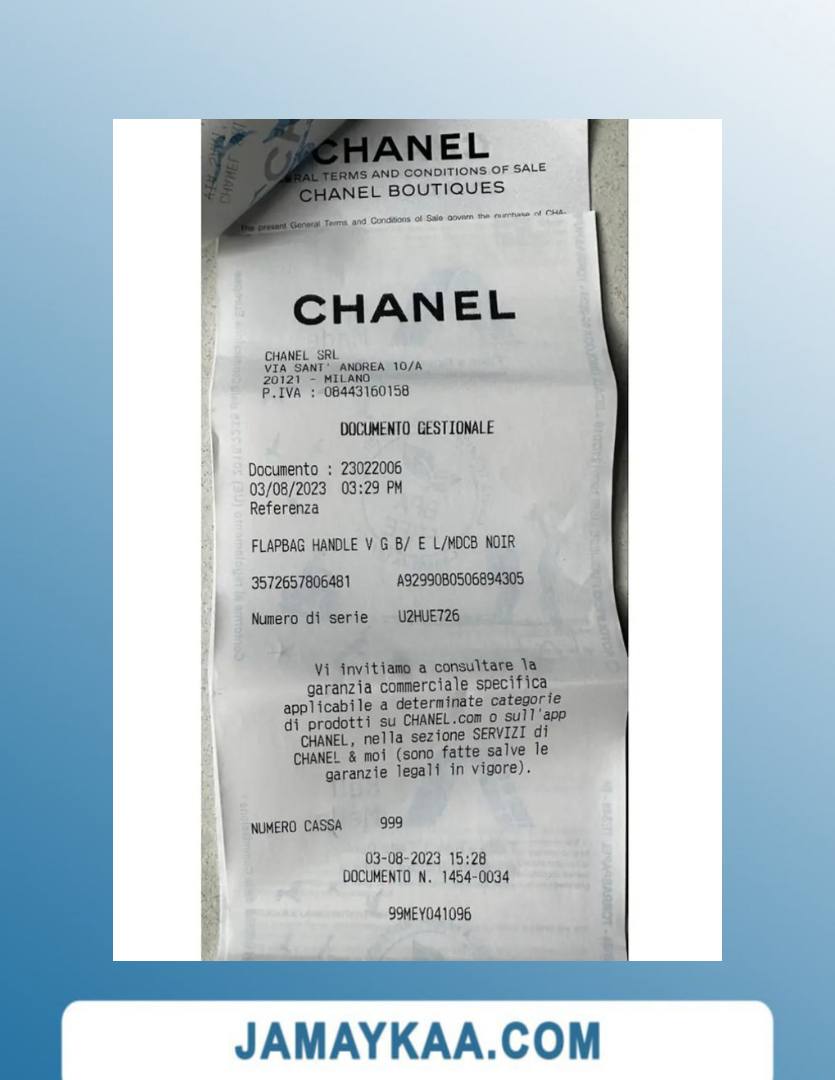 CHANEL
RAL TERMS AND CONDITIONS OF SALE
CHANEL BOUTIQUES
The present General Terms and Conditions of Sale govern the purchase of CHA-
CHANEL
CHANEL SRL
VIA SANT' ANDREA 10/A
20121 - MILANO
P.IVA : 08443160158
DOCUMENTO GESTIONALE
Documento : 23022006
03/08/2023 03:29 PM
Referenza
FLAPBAG HANDLE V G B/ E L/MDCB NOIR
3572657806481 A92990B0506894305
Numero di serie U2HUE726
Vi invitiamo a consultare la
garanzia commerciale specifica
applicabile a determinate categorie
di prodotti su CHANEL.com o sull'app
CHANEL, nella sezione SERVIZI di
CHANEL & moi (sono fatte salve le
garanzie legali in vigore).
NUMERO CASSA 999
03-08-2023 15:28
DOCUMENTO N. 1454-0034
99MEY041096
JAMAYKAA.COM